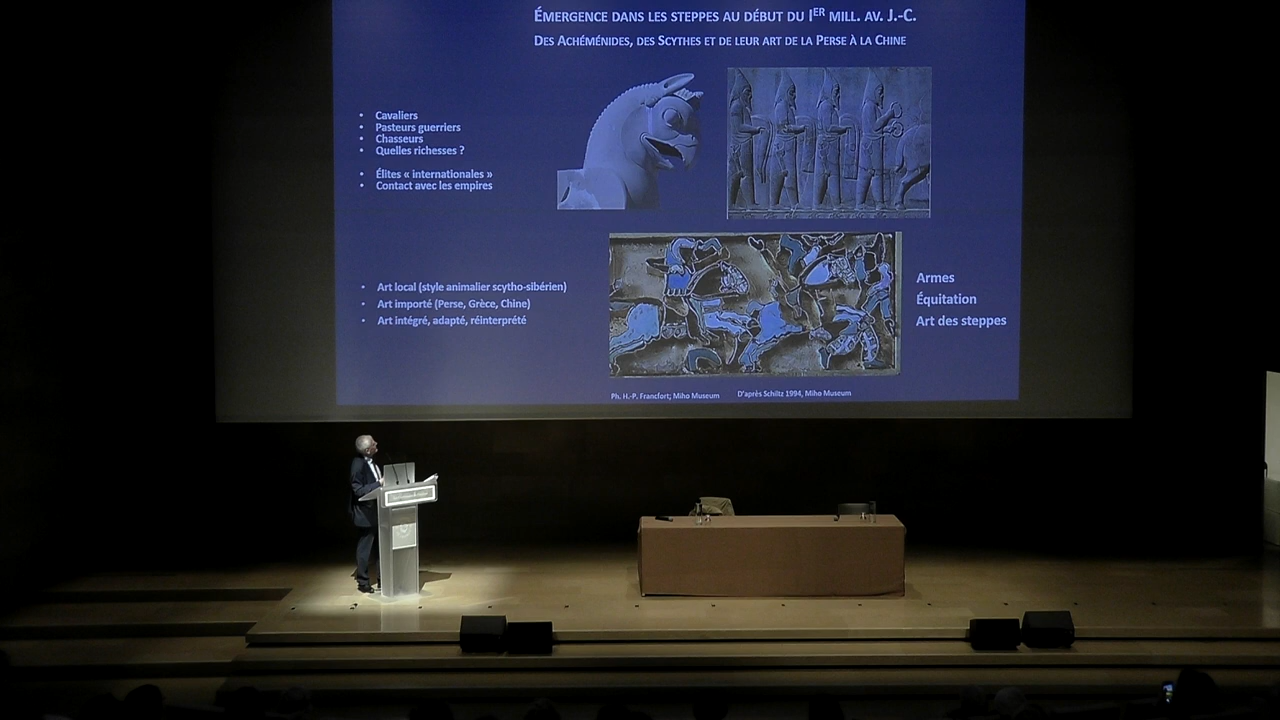 ÉMERGENCE DANS LES STEPPES AU DÉBUT DU IER MILL. AV. J.-C.
DES ACHÉMÉNIDES, DES SCYTHES ET DE LEUR ART DE LA PERSE À LA CHINE
• Cavaliers
• Pasteurs guerriers
• Chasseurs
• Quelles richesses ?
• Élites « internationales »
• Contact avec les empires
• Art local (style animalier scytho-sibérien)
• Art importé (Perse, Grèce, Chine)
• Art intégré, adapté, réinterprété
Armes
Équitation
Art des steppes
Ph. H.-P. Francfort; Miho Museum
D'après Schiltz 1994, Miho Museum